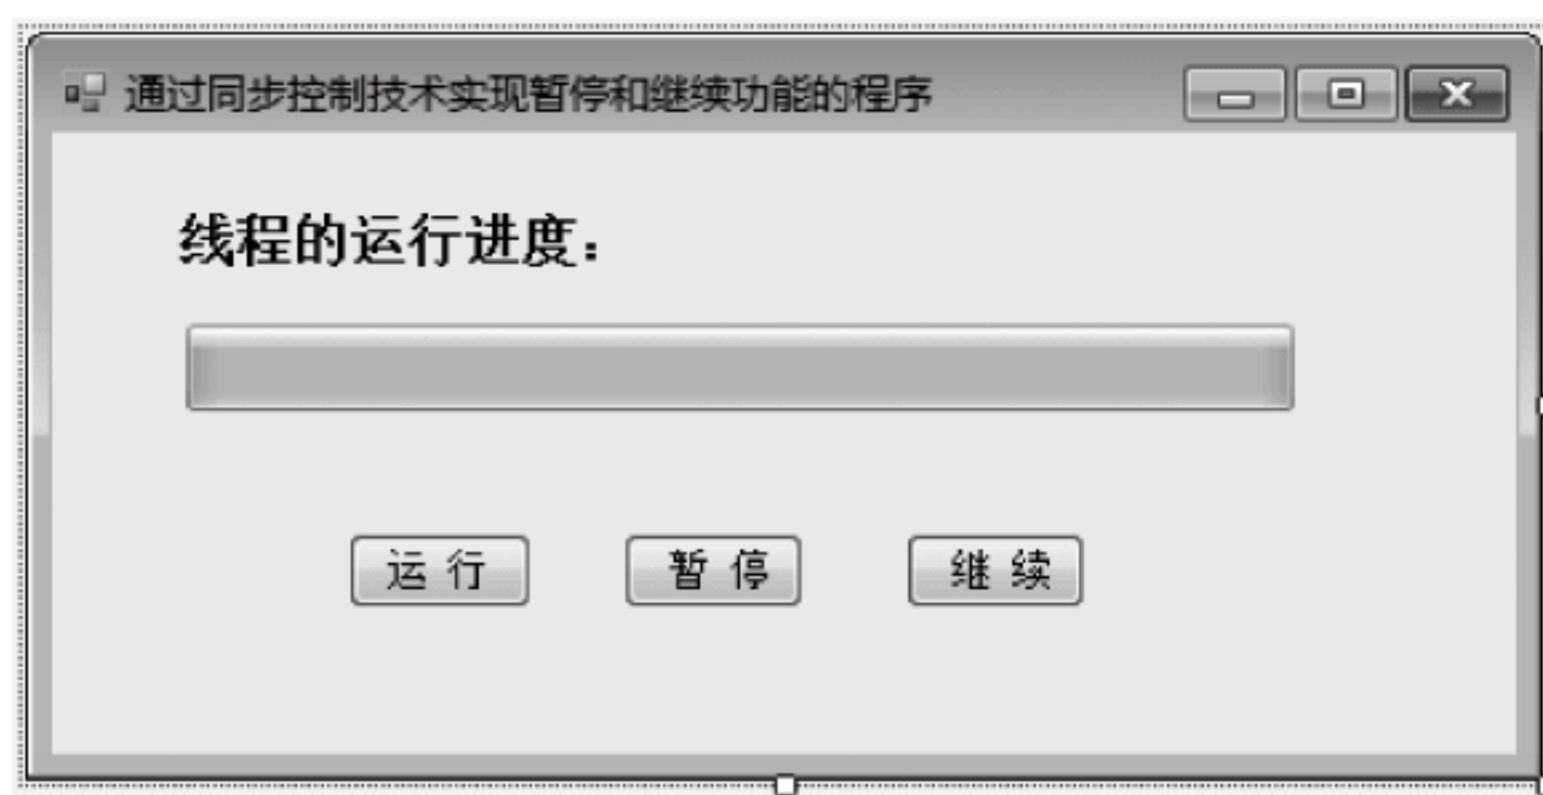 通过同步控制技术实现暂停和继续功能的程序
线程的运行进度：
运 行 暂 停 继 续